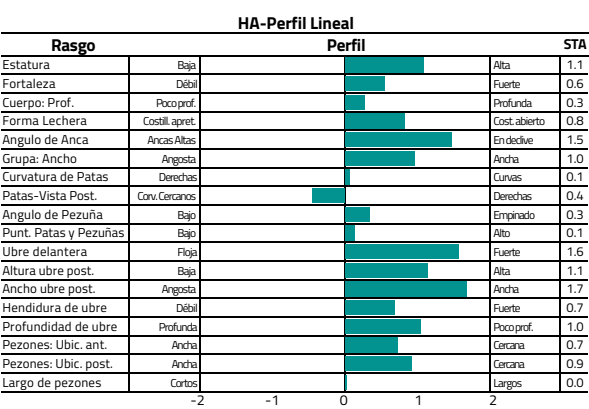 HA-Perfil Lineal
Rasgo Perfil STA
Estatura Baja Alta 1.1
Fortaleza Débil Fuerte 0.6
Cuerpo: Prof. Poco prof. Profunda 0.3
Forma Lechera Costill. apret. Cost. abierto 0.8
Angulo de Anca Ancas Altas En declive 1.5
Grupa: Ancho Angosta Ancha 1.0
Curvatura de Patas Derechas Curvas 0.1
Patas-Vista Post. Corv. Cercanos Derechas 0.4
Angulo de Pezuña Bajo Empinado 0.3
Punt. Patas y Pezuñas Bajo Alto 0.1
Ubre delantera Floja Fuerte 1.6
Altura ubre post. Baja Alta 1.1
Ancho ubre post. Angosta Ancha 1.7
Hendidura de ubre Débil Fuerte 0.7
Profundidad de ubre Profunda Poco prof. 1.0
Pezones: Ubic. ant. Ancha Cercana 0.7
Pezones: Ubic. post. Ancha Cercana 0.9
Largo de pezones Cortos Largos 0.0
-2 -1 0 1 2